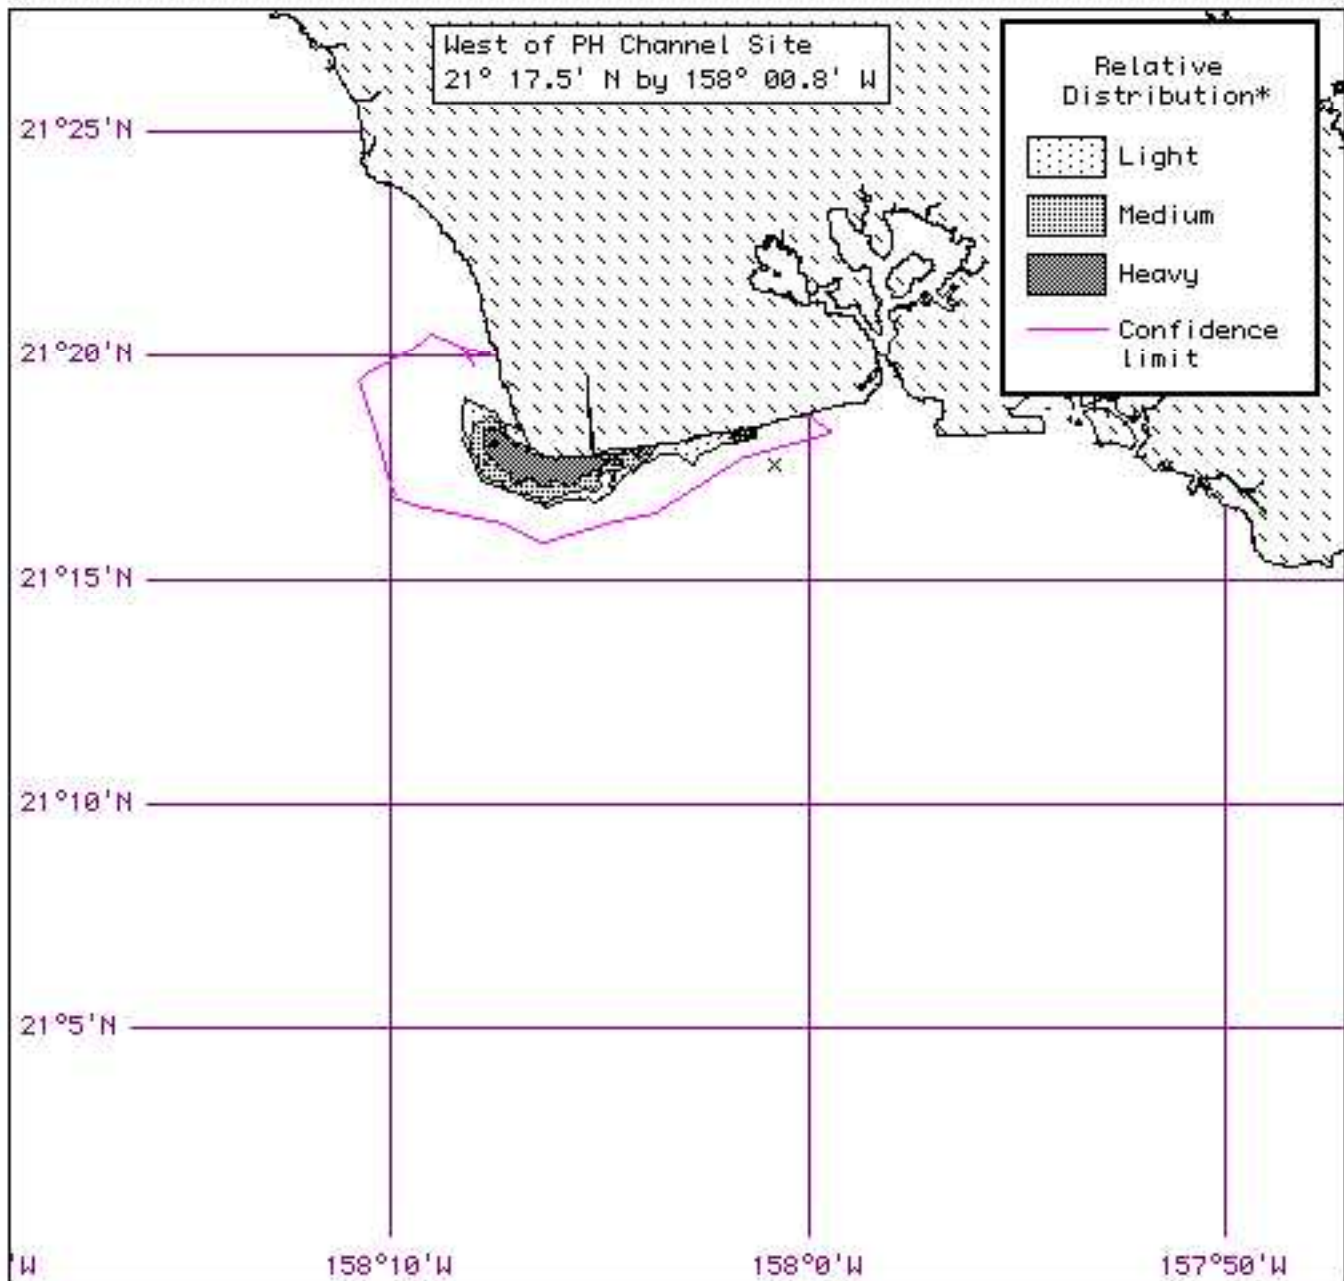 West of PH Channel Site
21° 17.5' N by 158° 00.8' W
Relative
Distribution*
Light
Medium
Heavy
Confidence
limit
21°25'N
21°20'N
21°15'N
21°10'N
21°5'N
'W
158°10'W
158°0'W
157°50'W